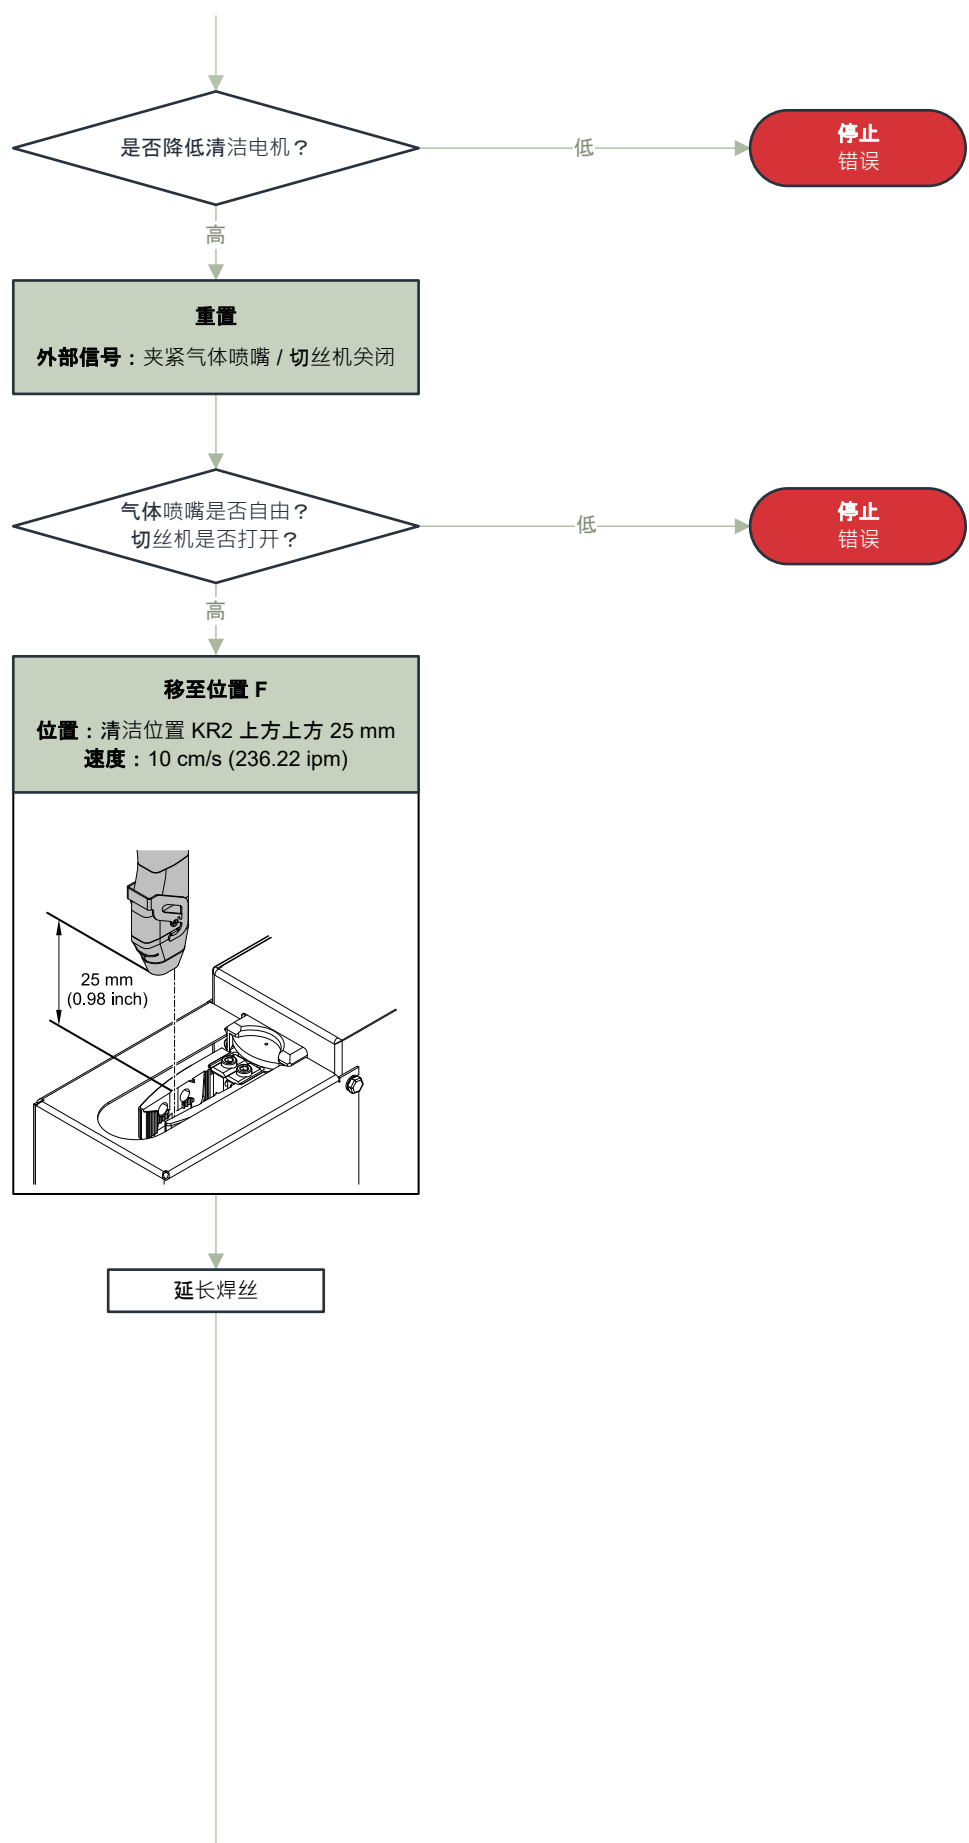 是否降低清洁电机？
低
停止
错误
高
重置
外部信号：夹紧气体喷嘴 / 切丝机关闭
气体喷嘴是否自由？
切丝机是否打开？
低
停止
错误
高
移至位置 F
位置：清洁位置 KR2 上方上方 25 mm
速度：10 cm/s (236.22 ipm)
25 mm
(0.98 inch)
延长焊丝